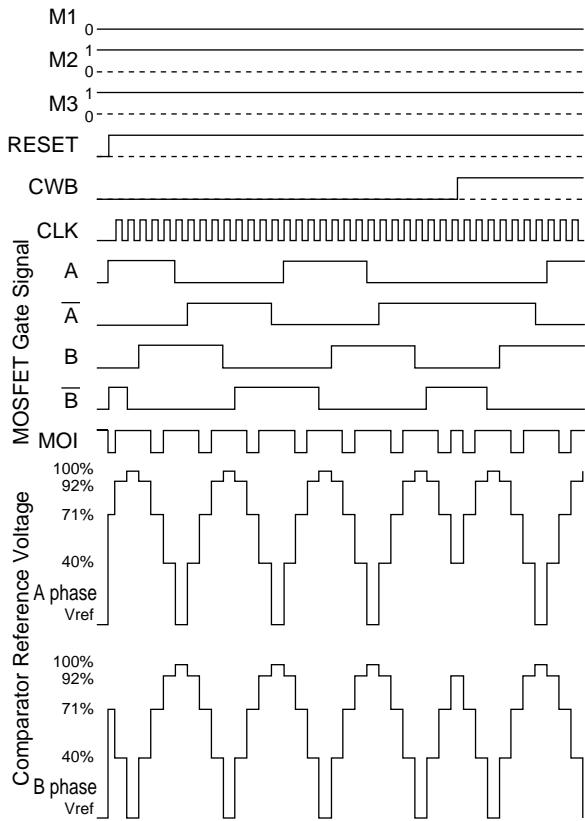 M1
0
1
M2
0
1
M3
0
RESET
CWB
CLK
MOSFET Gate Signal
A
A
B
B
MOI
Comparator Reference Voltage
100%
92%
71%
40%
A phase
Vref
100%
92%
71%
40%
B phase
Vref